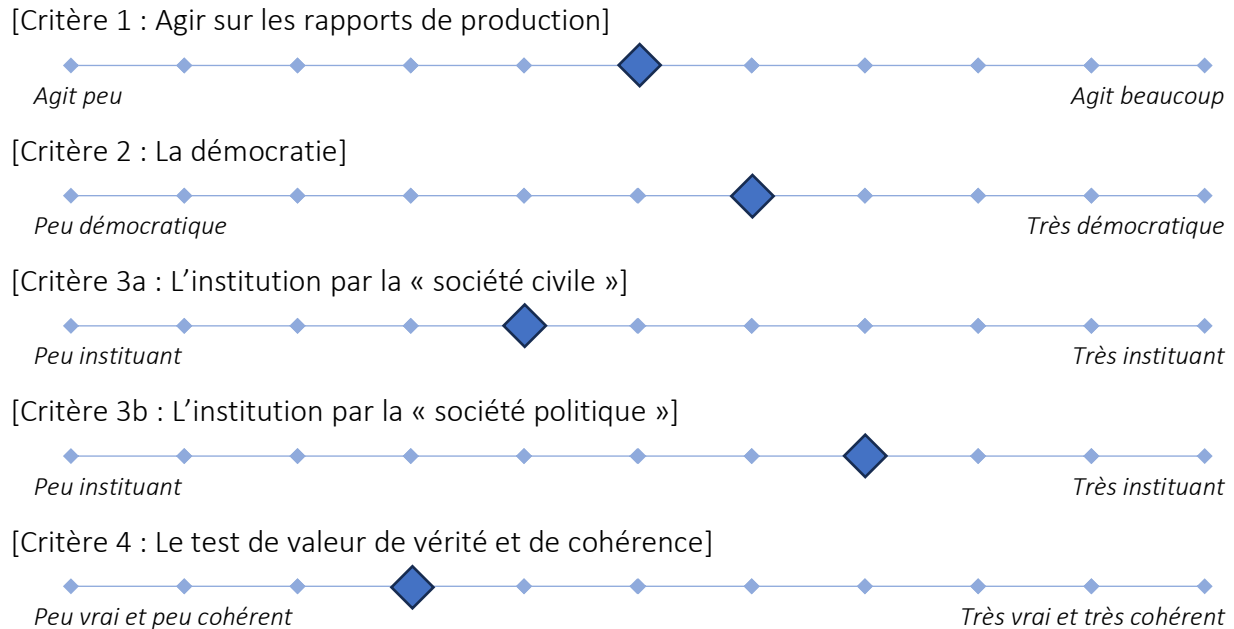 [Critère 1 : Agir sur les rapports de production]
Agit peu
Agit beaucoup
[Critère 2 : La démocratie]
Peu démocratique
Très démocratique
[Critère 3a : L’institution par la « société civile »]
Peu instituant
Très instituant
[Critère 3b : L’institution par la « société politique »]
Peu instituant
Très instituant
[Critère 4 : Le test de valeur de vérité et de cohérence]
Peu vrai et peu cohérent
Très vrai et très cohérent